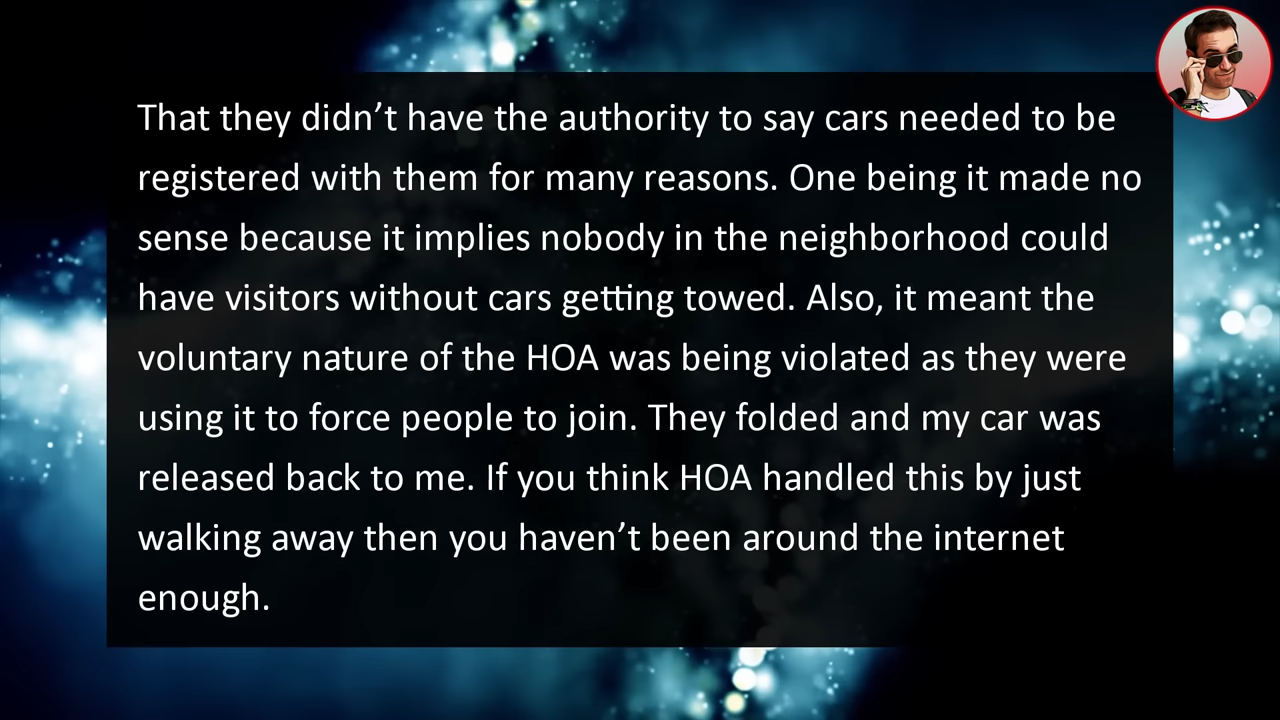 That they didn’t have the authority to say cars needed to be
registered with them for many reasons. One being it made no
sense because it implies nobody in the neighborhood could
have visitors without cars getting towed. Also, it meant the
voluntary nature of the HOA was being violated as they were
using it to force people to join. They folded and my car was
released back to me. If you think HOA handled this by just
walking away then you haven’t been around the internet
enough.